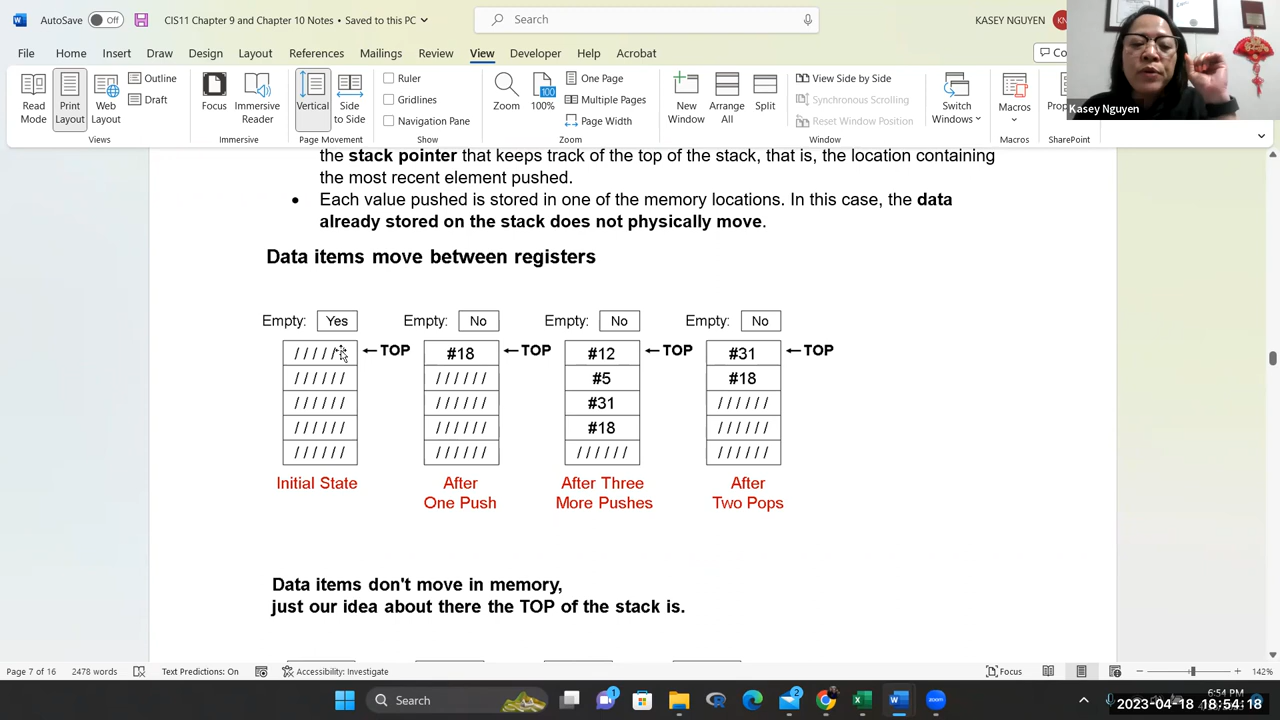 AutoSave Off CIS11 Chapter 9 and Chapter 10 Notes • Saved to this PC Search KASEY NGUYEN
File Home Insert Draw Design Layout References Mailings Review View Developer Help Acrobat
Read Mode Print Layout Web Layout Outline Draft
Views
Focus Immersive Reader
Immersive
Vertical Side to Side
Page Movement
Ruler
Gridlines
Navigation Pane
Show
Zoom 100% One Page
Multiple Pages
Page Width
Zoom
New Window Arrange All Split
View Side by Side
Synchronous Scrolling
Reset Window Position
Window
Switch Windows
Macros
Macros
SharePoint
Kasey Nguyen
the stack pointer that keeps track of the top of the stack, that is, the location containing
the most recent element pushed.
• Each value pushed is stored in one of the memory locations. In this case, the data
already stored on the stack does not physically move.
Data items move between registers
Empty: Yes Empty: No Empty: No Empty: No
/ / / / / / ←TOP #18 ←TOP #12 ←TOP #31 ←TOP
/ / / / / / / / / / / / #5 #18
/ / / / / / / / / / / / #31 / / / / / /
/ / / / / / / / / / / / #18 / / / / / /
/ / / / / / / / / / / / / / / / / / / / / / / /
Initial State After After Three After
One Push More Pushes Two Pops
Data items don't move in memory,
just our idea about there the TOP of the stack is.
Page 7 of 16 2478 words Text Predictions: On Accessibility: Investigate Focus 142%
Search 1 2 6:54 PM
2023-04-18 18:54:18